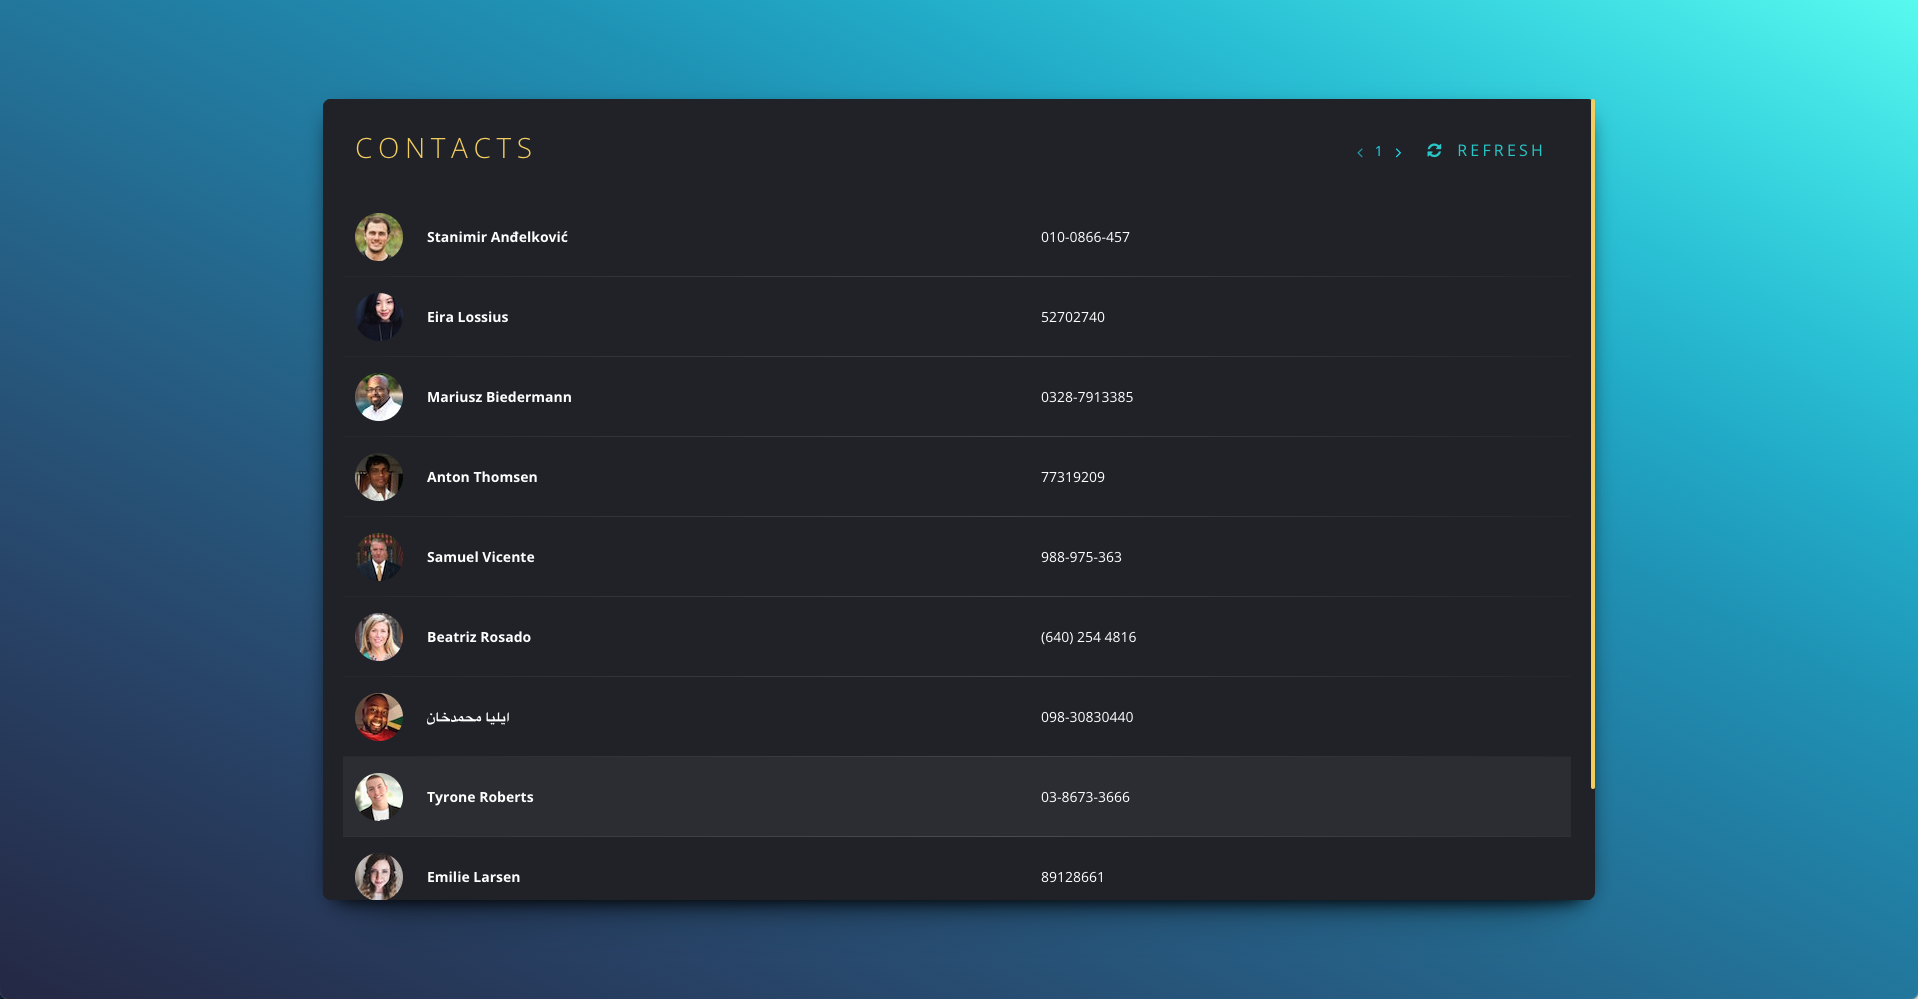 CONTACTS
< 1 > REFRESH
Stanimir Anđelković 010-0866-457
Eira Lossius 52702740
Mariusz Biedermann 0328-7913385
Anton Thomsen 77319209
Samuel Vicente 988-975-363
Beatriz Rosado (640) 254 4816
ايليا محمدخان 098-30830440
Tyrone Roberts 03-8673-3666
Emilie Larsen 89128661